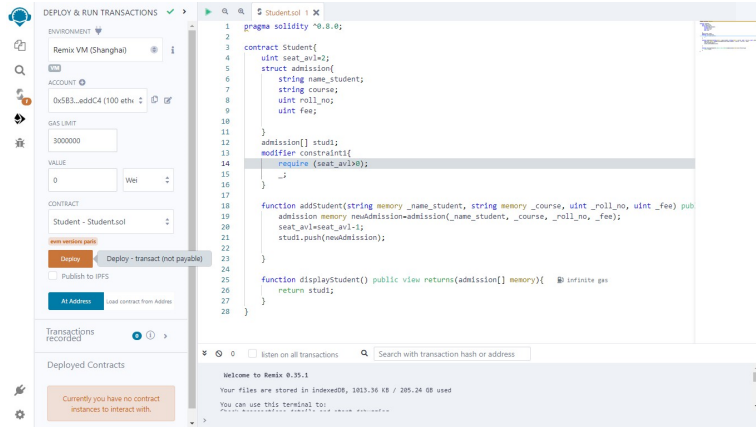 DEPLOY & RUN TRANSACTIONS
ENVIRONMENT
Remix VM (Shanghai)
VM
ACCOUNT
0x5B3...eddC4 (100 ethe
GAS LIMIT
3000000
VALUE
0
Wei
CONTRACT
Student - Student.sol
evm version: paris
Deploy
Deploy - transact (not payable)
Publish to IPFS
At Address
Load contract from Addres
Transactions
recorded
0
i
Deployed Contracts
Currently you have no contract
instances to interact with.
Student.sol 1
1 pragma solidity ^0.8.0;
2
3 contract Student{
4 uint seat_avl=2;
5 struct admission{
6 string name_student;
7 string course;
8 uint roll_no;
9 uint fee;
10
11 }
12 admission[] stud1;
13 modifier constraint1{
14 require (seat_avl>0);
15 _;
16 }
17
18 function addStudent(string memory _name_student, string memory _course, uint _roll_no, uint _fee) pub
19 admission memory newAdmission=admission(_name_student, _course, _roll_no, _fee);
20 seat_avl=seat_avl-1;
21 stud1.push(newAdmission);
22
23 }
24
25 function displayStudent() public view returns(admission[] memory){ infinite gas
26 return stud1;
27 }
28 }
0
listen on all transactions
Search with transaction hash or address
Welcome to Remix 0.35.1
Your files are stored in indexedDB, 1013.56 KB / 205.24 GB used
You can use this terminal to:
Check transactions details and start debugging
>